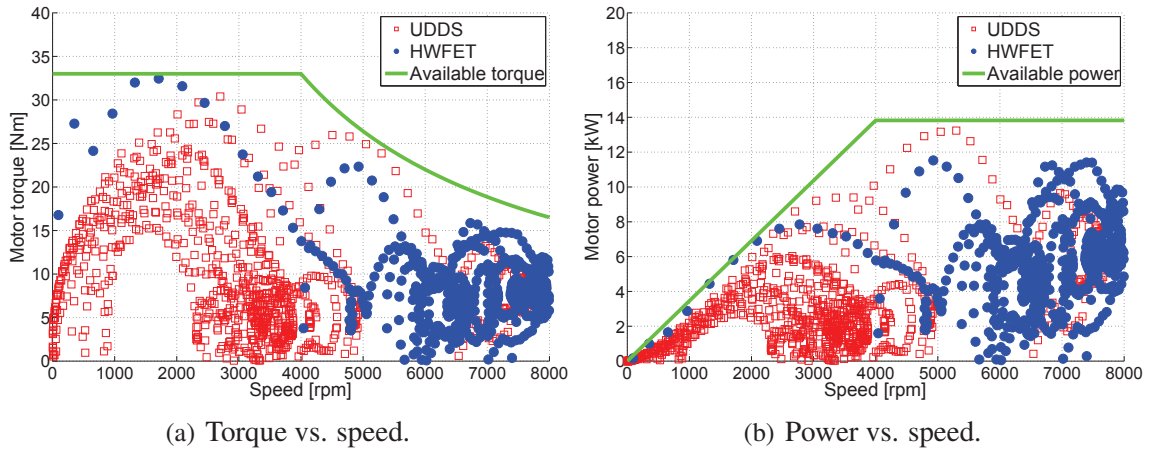 40
35
30
25
20
15
10
5
0
Motor torque [Nm]
0 1000 2000 3000 4000 5000 6000 7000 8000
Speed [rpm]
UDDS
HWFET
Available torque
(a) Torque vs. speed.
20
18
16
14
12
10
8
6
4
2
0
Motor power [kW]
0 1000 2000 3000 4000 5000 6000 7000 8000
Speed [rpm]
UDDS
HWFET
Available power
(b) Power vs. speed.